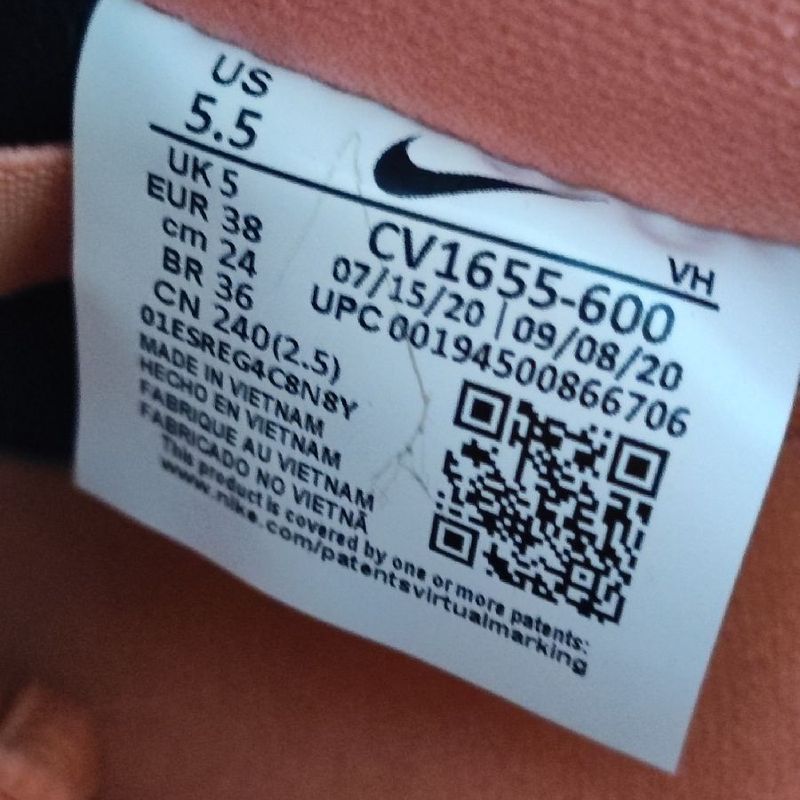 US
5.5
UK 5
EUR 38
cm 24
BR 36
CN 240(2.5)
VH
CV1655-600
07/15/20 | 09/08/20
UPC 00194500866706
01ESREG4C8N8Y
MADE IN VIETNAM
HECHO EN VIETNAM
FABRIQUE AU VIETNAM
FABRICADO NO VIETNÃ
This product is covered by one or more patents:
www.nike.com/patentsvirtualmarking